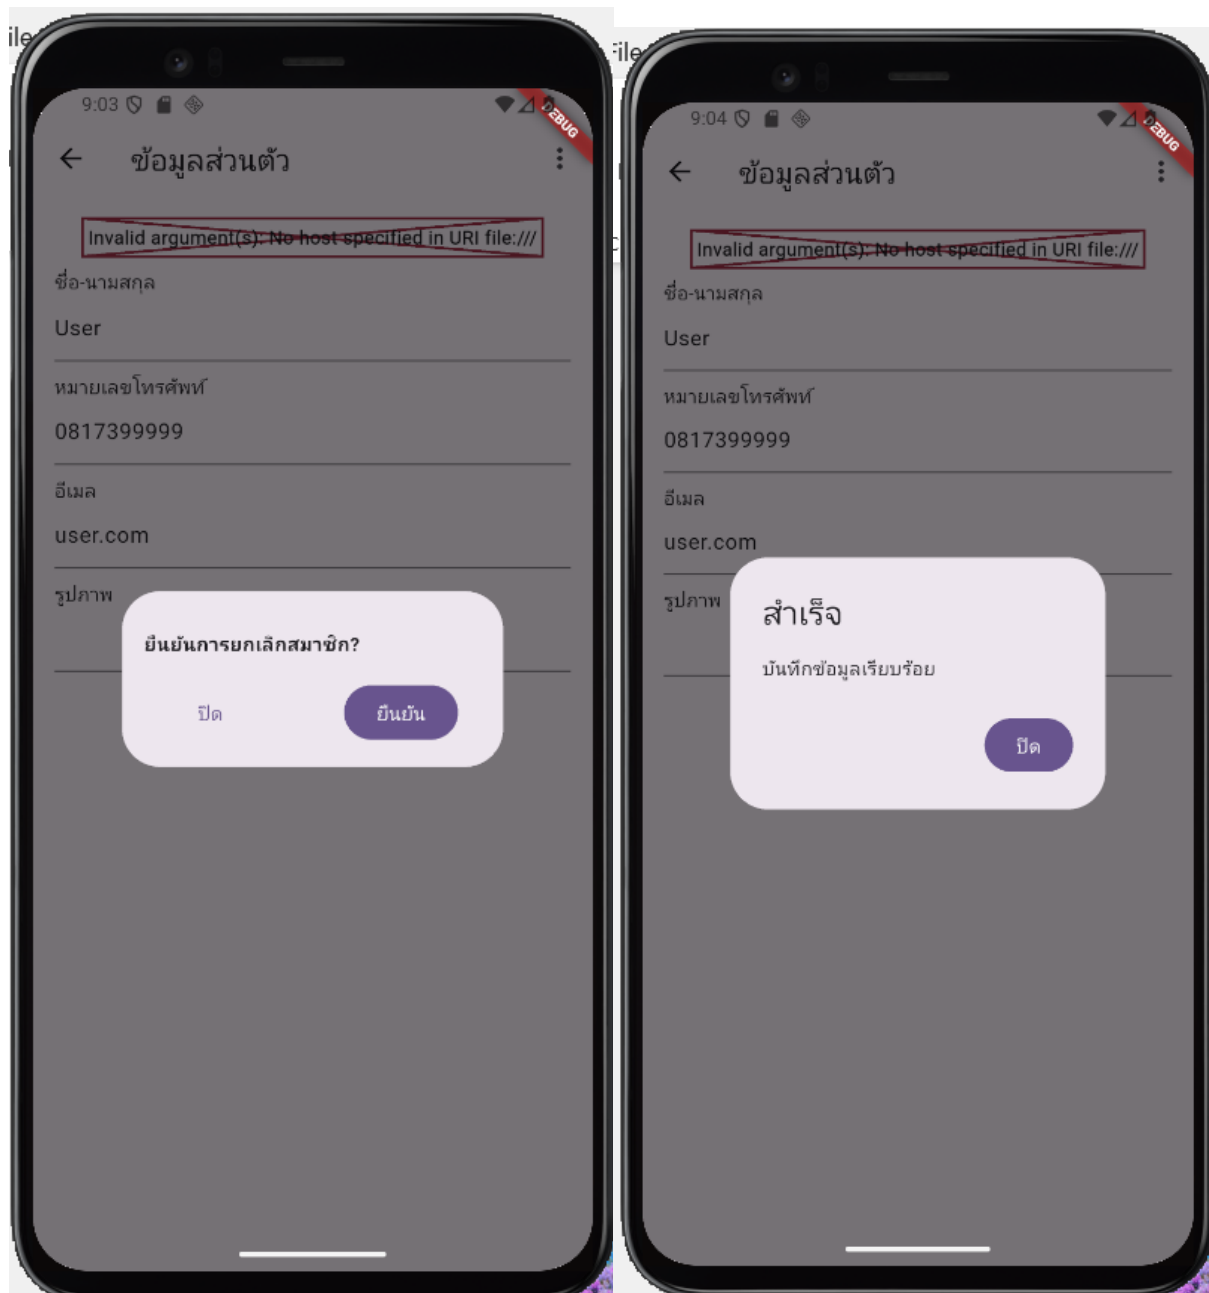 ile
9:03
DEBUG
ข้อมูลส่วนตัว
Invalid argument(s): No host specified in URI file:///
ชื่อ-นามสกุล
User
หมายเลขโทรศัพท์
0817399999
อีเมล
user.com
รูปภาพ
ยืนยันการยกเลิกสมาชิก?
ปิด ยืนยัน
File
9:04
DEBUG
ข้อมูลส่วนตัว
Invalid argument(s): No host specified in URI file:///
ชื่อ-นามสกุล
User
หมายเลขโทรศัพท์
0817399999
อีเมล
user.com
รูปภาพ
สำเร็จ
บันทึกข้อมูลเรียบร้อย
ปิด